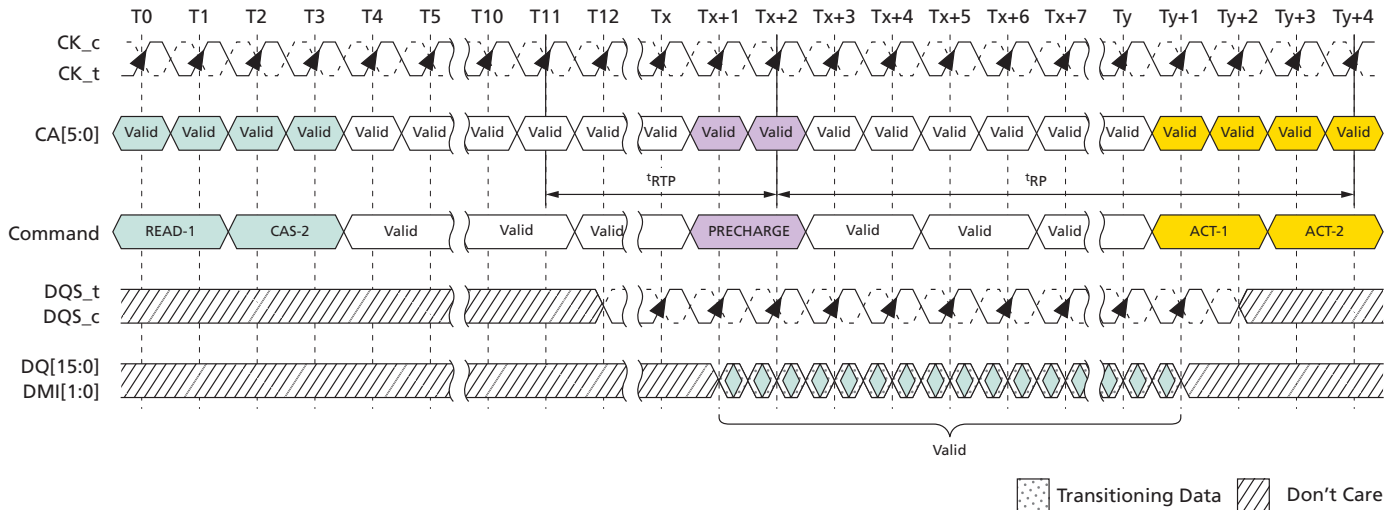 T0 T1 T2 T3 T4 T5 T10 T11 T12 Tx Tx+1 Tx+2 Tx+3 Tx+4 Tx+5 Tx+6 Tx+7 Ty Ty+1 Ty+2 Ty+3 Ty+4
CK_c
CK_t
CA[5:0] Valid Valid Valid Valid Valid Valid Valid Valid Valid Valid Valid Valid Valid Valid Valid Valid Valid Valid Valid Valid Valid Valid
tRTP tRP
Command READ-1 CAS-2 Valid Valid Valid PRECHARGE Valid Valid Valid ACT-1 ACT-2
DQS_t
DQS_c
DQ[15:0]
DMI[1:0]
Valid
Transitioning Data Don't Care